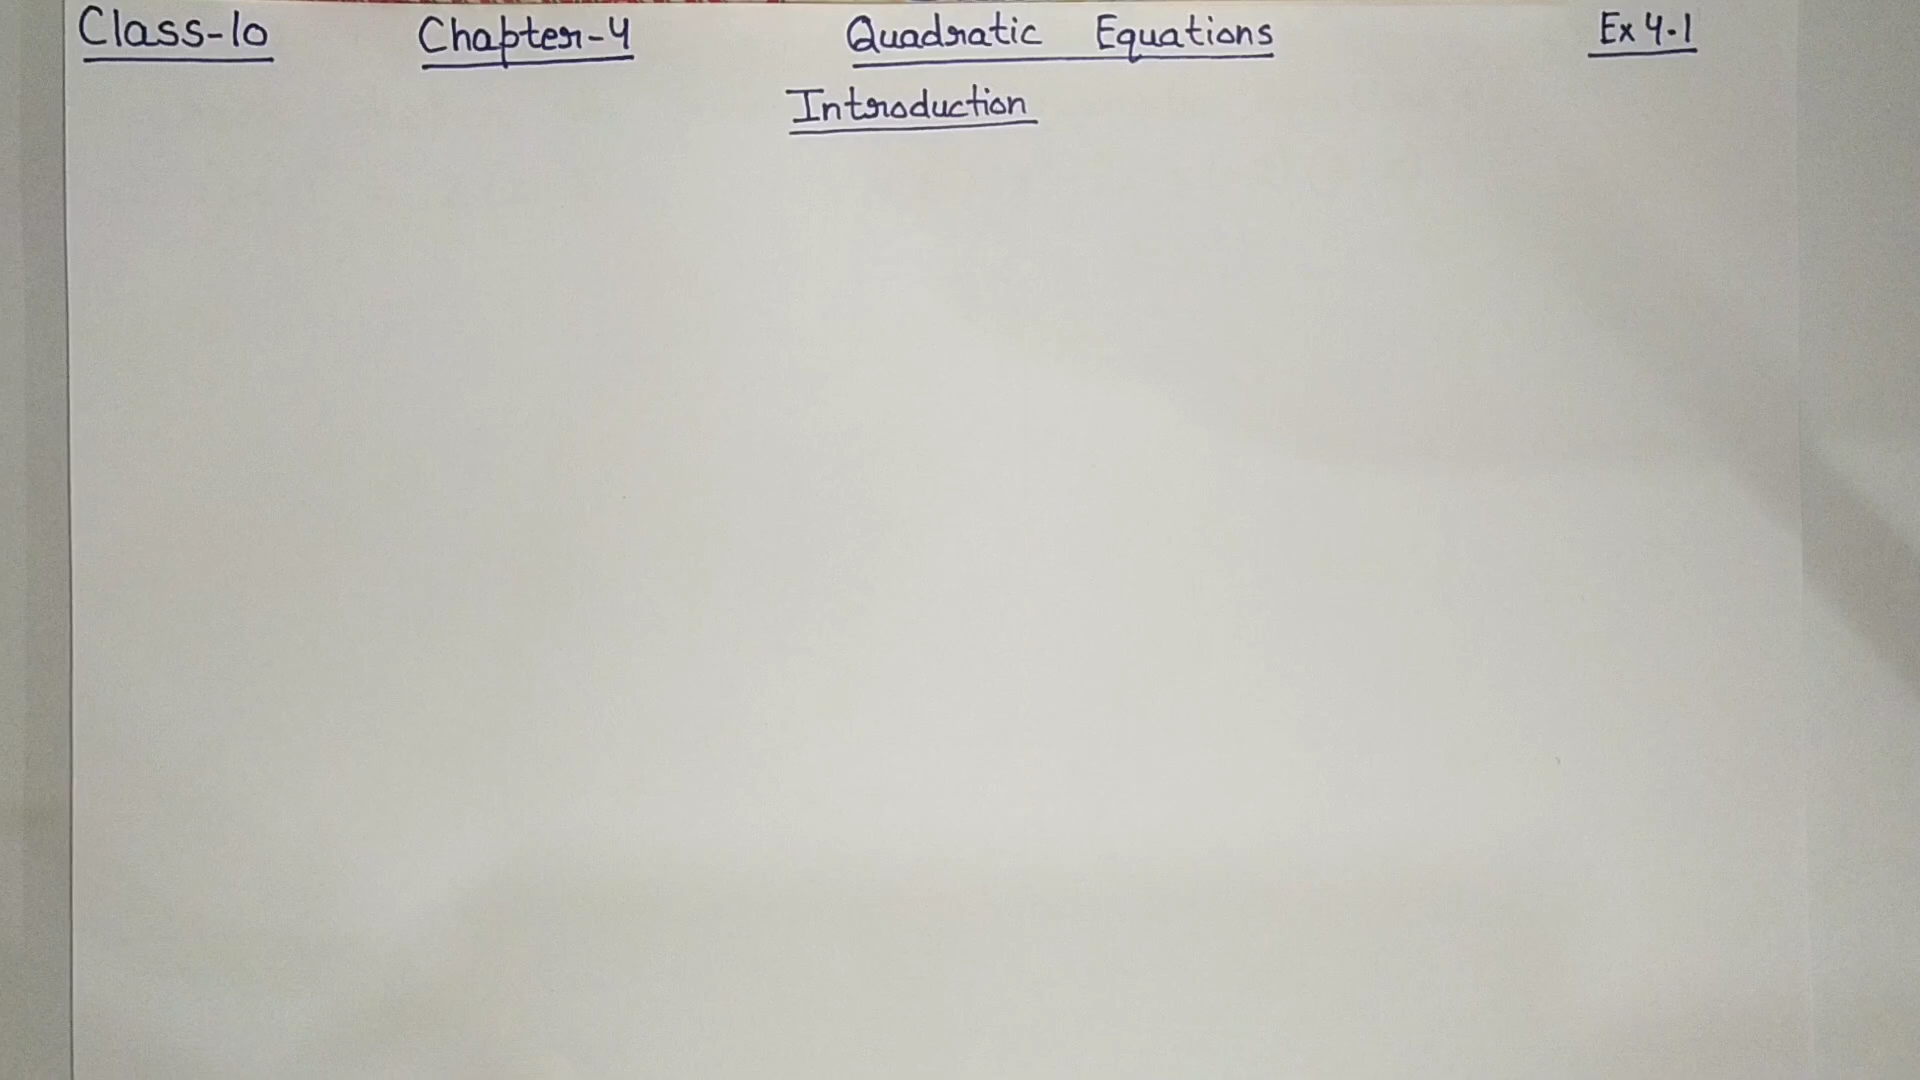 Class-10 Chapter-4 Quadratic Equations Ex 4.1
Introduction